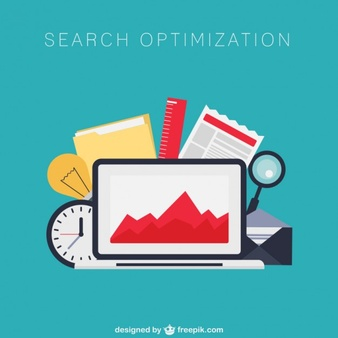 SEARCH OPTIMIZATION
designed by freepik.com